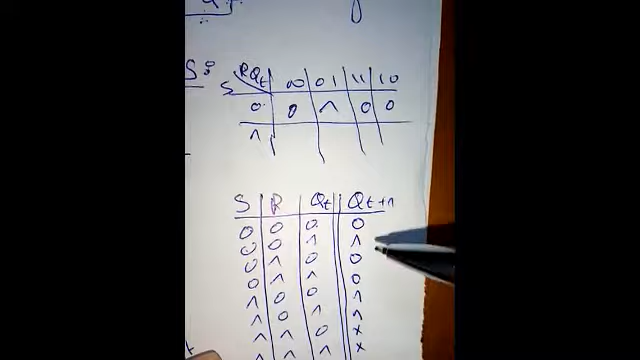 S:
S RQt 00 01 11 10
0 0 1 0 0
1
S R Qt Qt+1
0 0 0 0
0 0 1 1
0 1 0 0
0 1 1 0
1 0 0 1
1 0 1 1
1 1 0 x
1 1 1 x